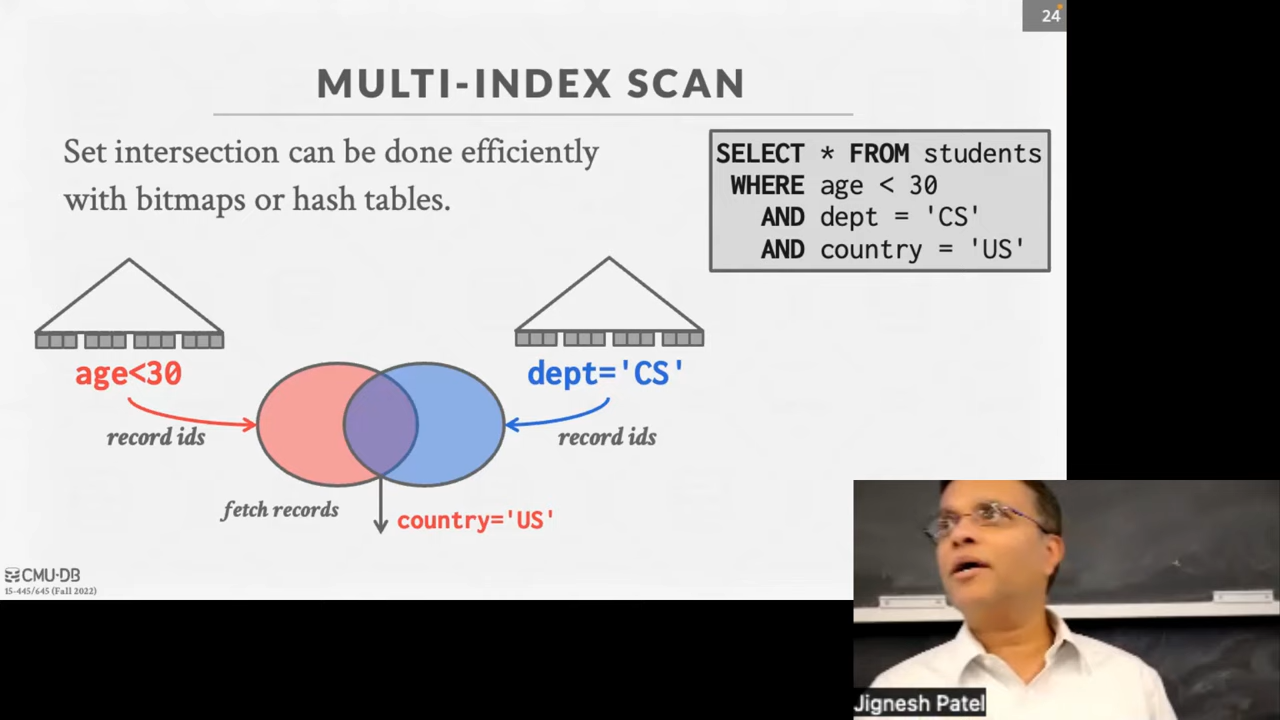 24
MULTI-INDEX SCAN
Set intersection can be done efficiently
with bitmaps or hash tables.
SELECT * FROM students
WHERE age < 30
AND dept = 'CS'
AND country = 'US'
age<30
dept='CS'
record ids
record ids
fetch records
country='US'
CMU·DB
15-445/645 (Fall 2022)
Jignesh Patel